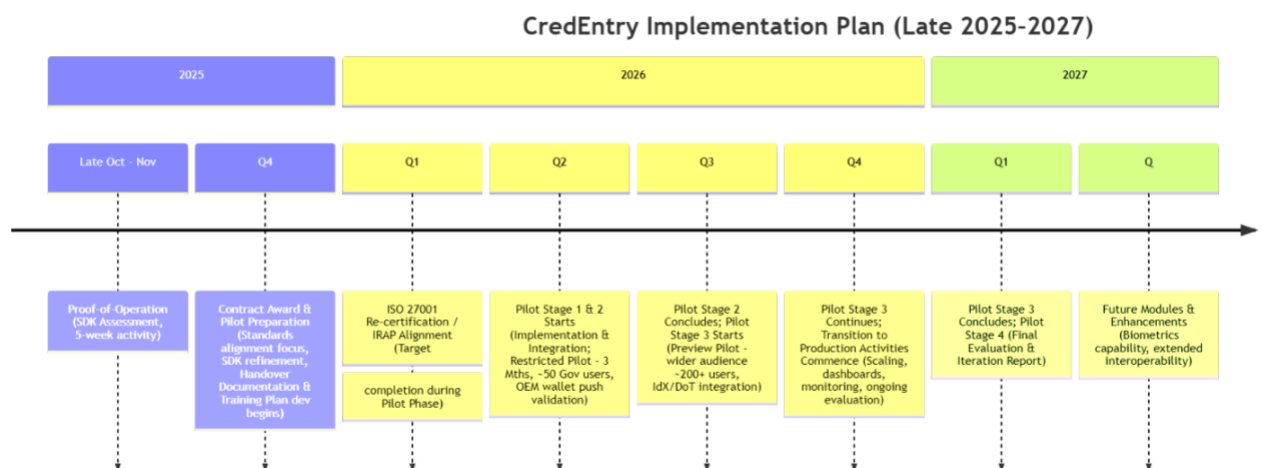 CredEntry Implementation Plan (Late 2025–2027)
2025
2026
2027
Late Oct – Nov
Q4
Q1
Q2
Q3
Q4
Q1
Q
Proof-of-Operation
(SDK Assessment,
5-week activity)
Contract Award &
Pilot Preparation
(Standards
alignment focus,
SDK refinement,
Handover
Documentation &
Training Plan dev
begins)
ISO 27001
Re-certification /
IRAP Alignment
(Target
completion during
Pilot Phase)
Pilot Stage 1 & 2
Starts
(Implementation &
Integration;
Restricted Pilot - 3
Mths, ~50 Gov users,
OEM wallet push
validation)
Pilot Stage 2
Concludes; Pilot
Stage 3 Starts
(Preview Pilot -
wider audience
~200+ users,
IdX/DoT integration)
Pilot Stage 3
Continues;
Transition to
Production Activities
Commence (Scaling,
dashboards,
monitoring, ongoing
evaluation)
Pilot Stage 3
Concludes; Pilot
Stage 4 (Final
Evaluation &
Iteration Report)
Future Modules &
Enhancements
(Biometrics
capability, extended
interoperability)